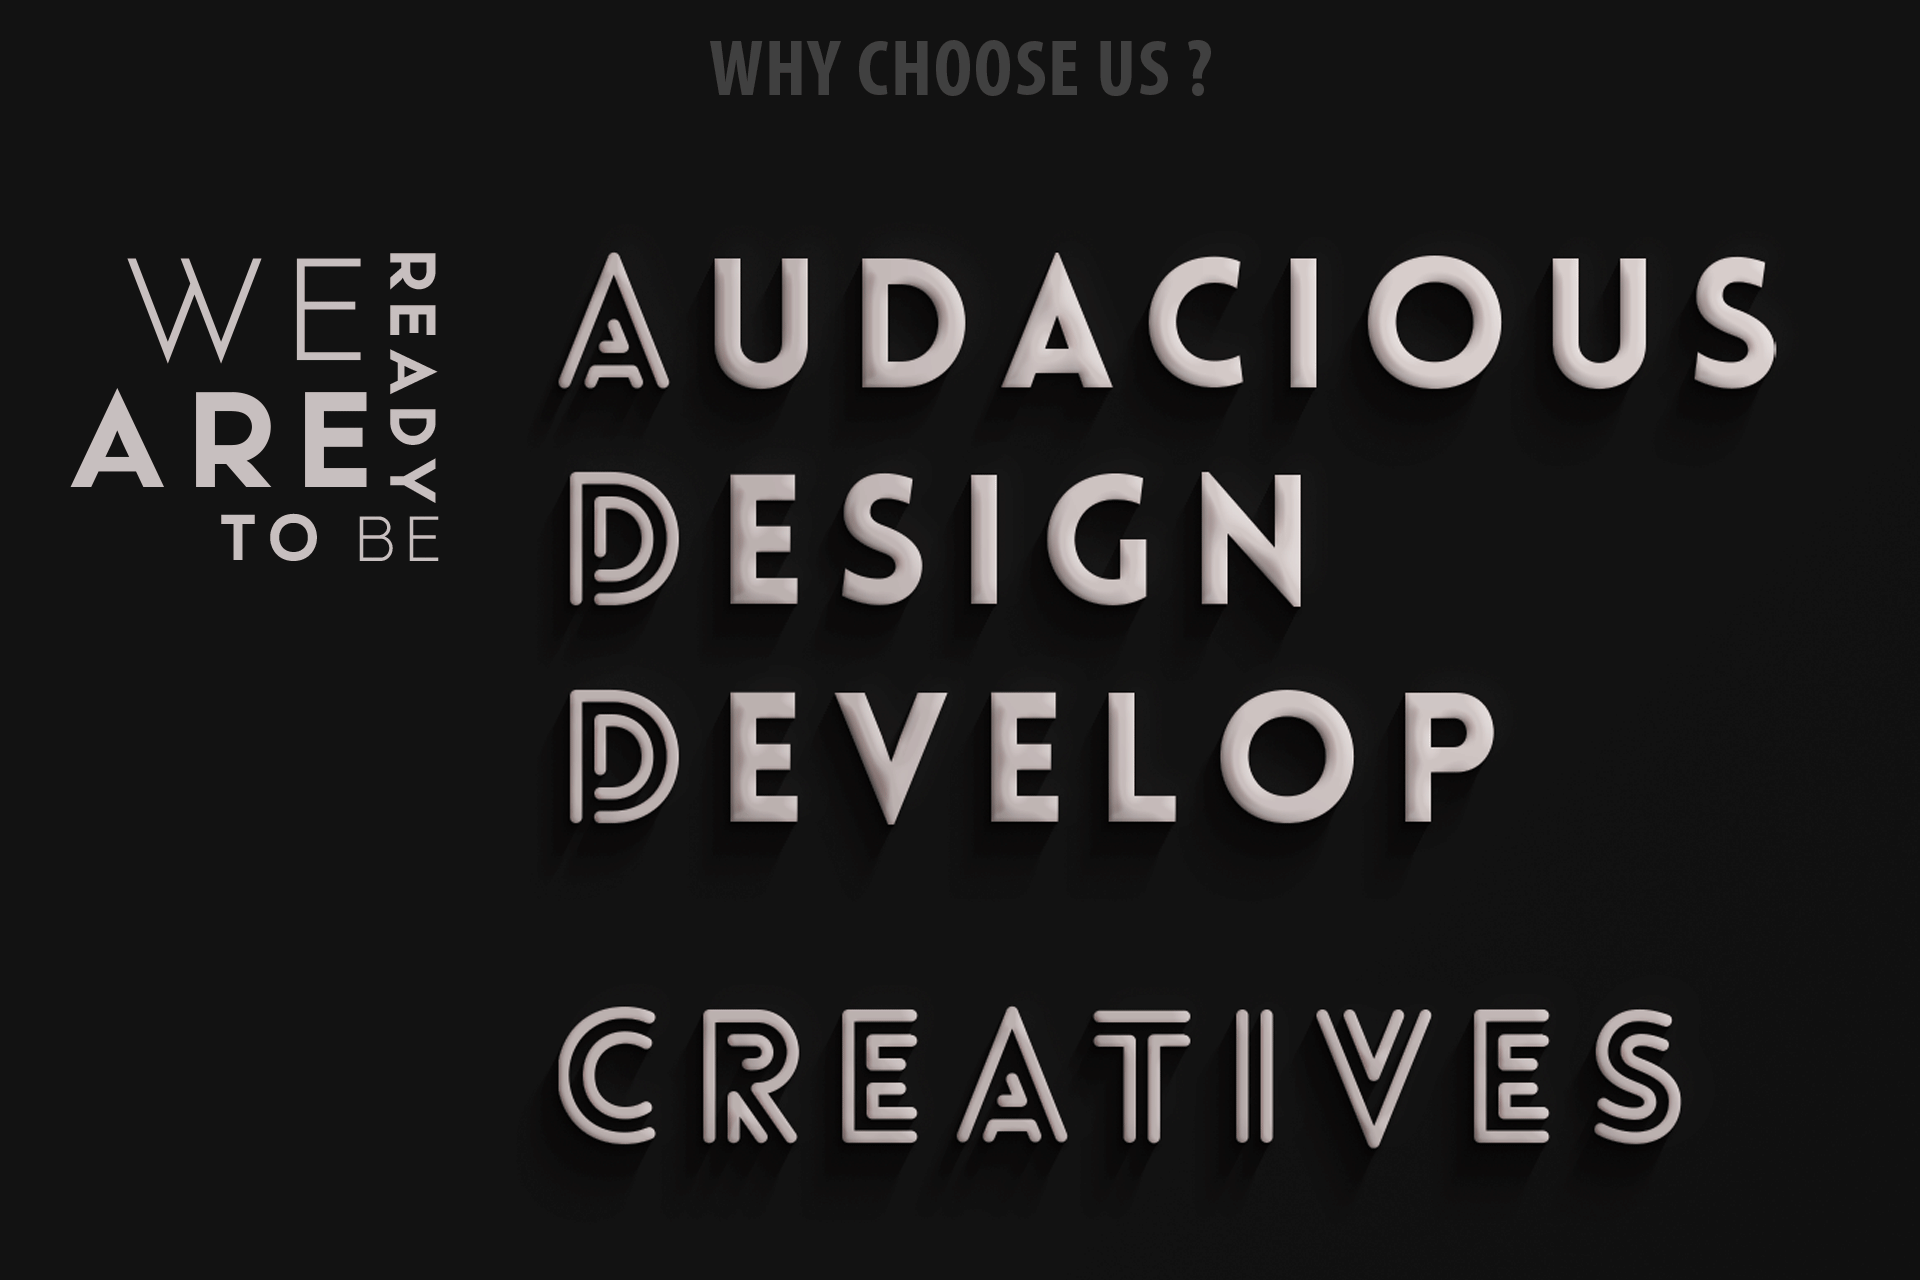 WHY CHOOSE US ?
WE
ARE
READY
TO BE
AUDACIOUS
DESIGN
DEVELOP
CREATIVES